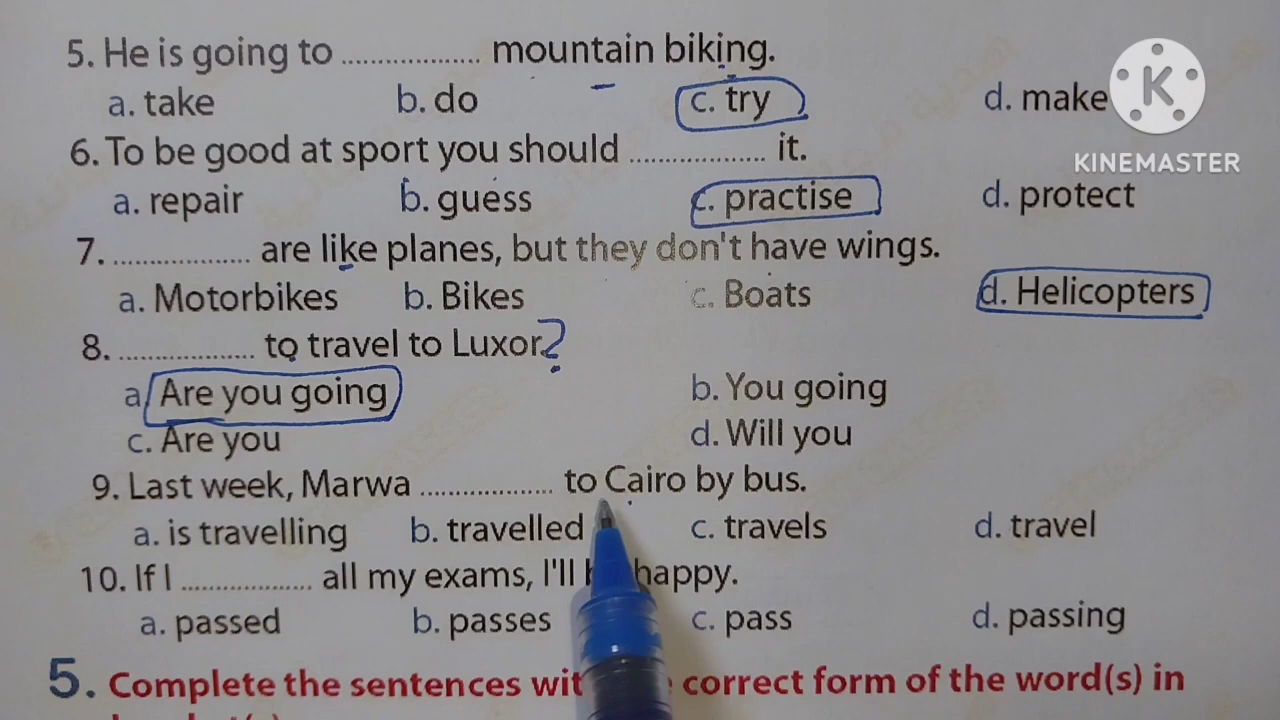 5. He is going to ................... mountain biking.
a. take b. do c. try d. make
K
KINEMASTER
6. To be good at sport you should ................... it.
a. repair b. guess c. practise d. protect
7. ................... are like planes, but they don't have wings.
a. Motorbikes b. Bikes c. Boats d. Helicopters
8. ................... to travel to Luxor?
a. Are you going b. You going
c. Are you d. Will you
9. Last week, Marwa ................... to Cairo by bus.
a. is travelling b. travelled c. travels d. travel
10. If I ................... all my exams, I'll happy.
a. passed b. passes c. pass d. passing
5. Complete the sentences correct form of the word(s) in